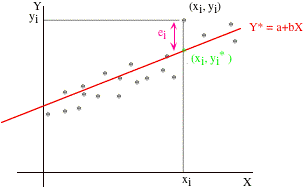 Y
(xi, yi)
yi
ei
Y* = a+bX
(xi, yi* )
xi
X